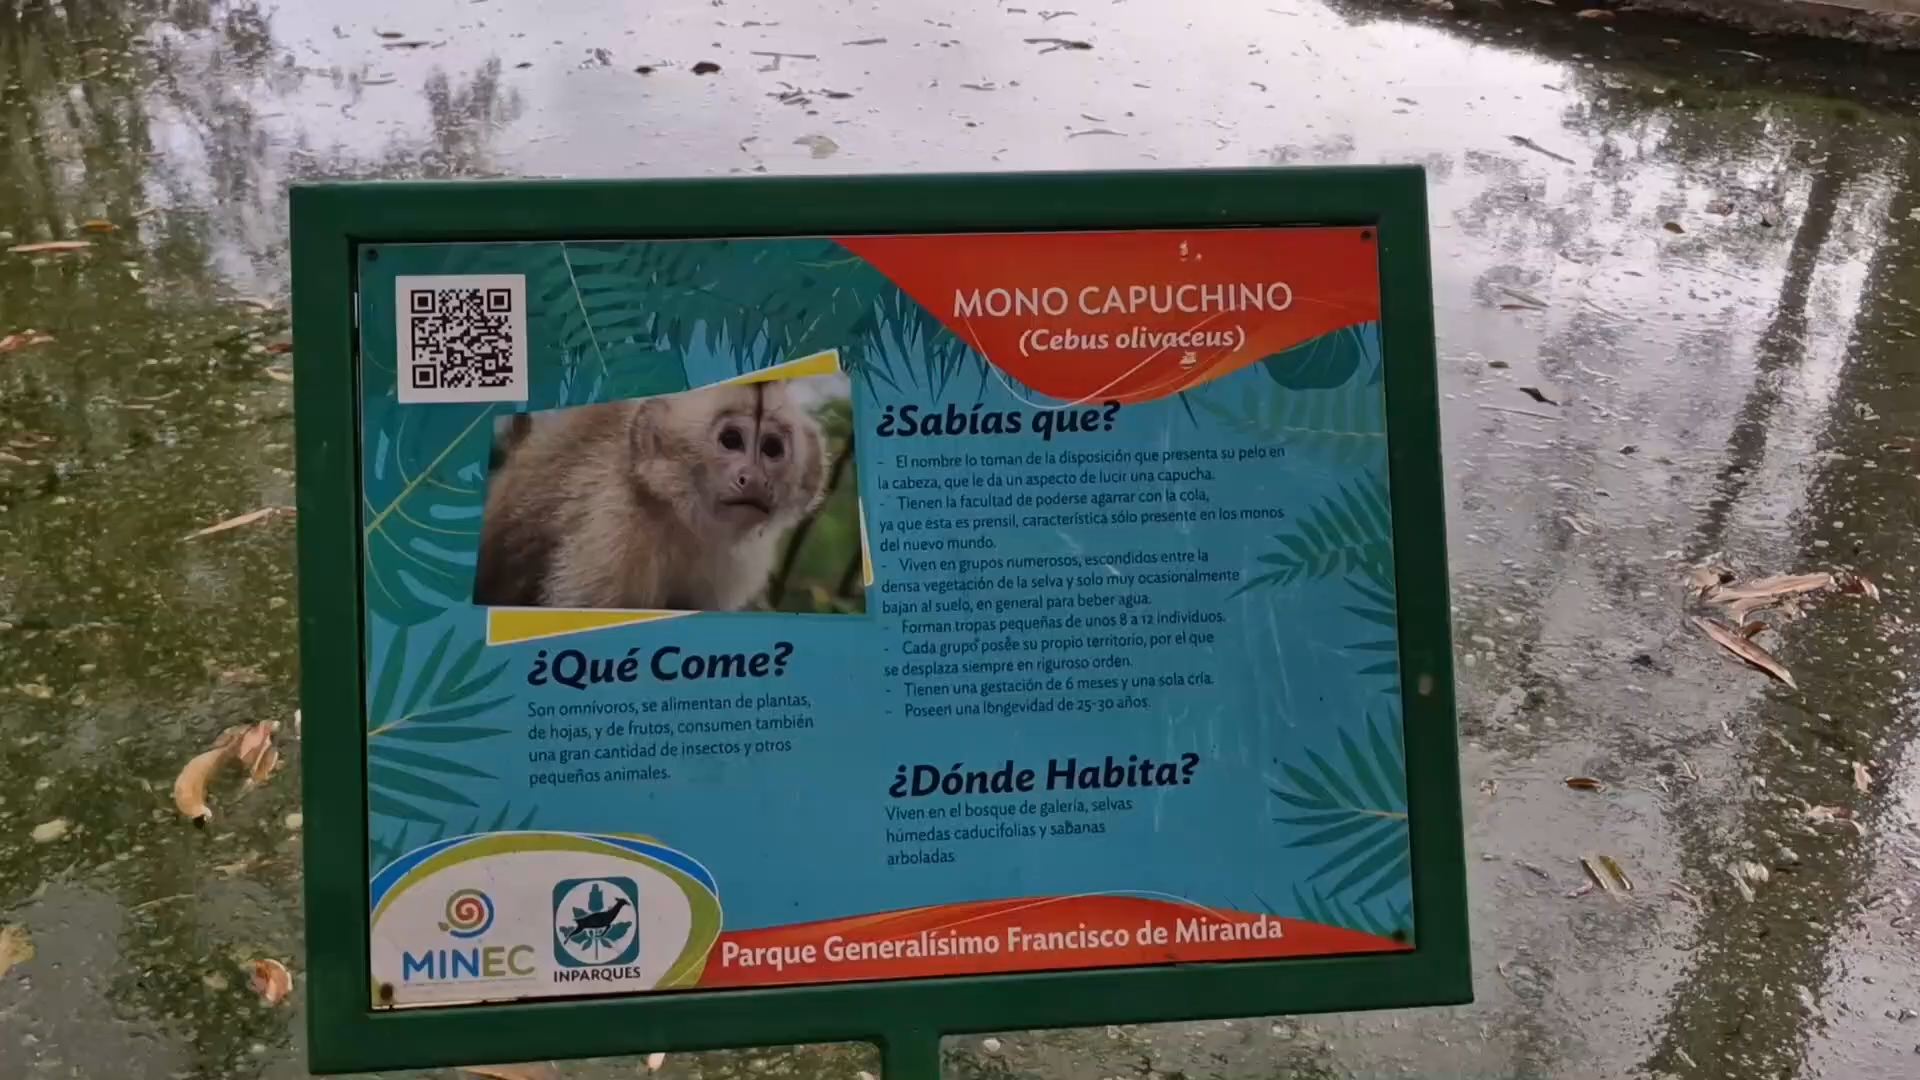 MONO CAPUCHINO
(Cebus olivaceus)
¿Sabías que?
- El nombre lo toman de la disposición que presenta su pelo en
la cabeza, que le da un aspecto de lucir una capucha.
- Tienen la facultad de poderse agarrar con la cola,
ya que ésta es prensil, característica sólo presente en los monos
del nuevo mundo.
- Viven en grupos numerosos, escondidos entre la
densa vegetación de la selva y solo muy ocasionalmente
bajan al suelo, en general para beber agua.
- Forman tropas pequeñas de unos 8 a 12 individuos.
- Cada grupo posee su propio territorio, por el que
se desplaza siempre en riguroso orden.
- Tienen una gestación de 6 meses y una sola cría.
- Poseen una longevidad de 25-30 años.
¿Qué Come?
Son omnívoros, se alimentan de plantas,
de hojas, y de frutos, consumen también
una gran cantidad de insectos y otros
pequeños animales.
¿Dónde Habita?
Viven en el bosque de galería, selvas
húmedas caducifolias y sabanas
arboladas
MINEC
INPARQUES
Parque Generalísimo Francisco de Miranda